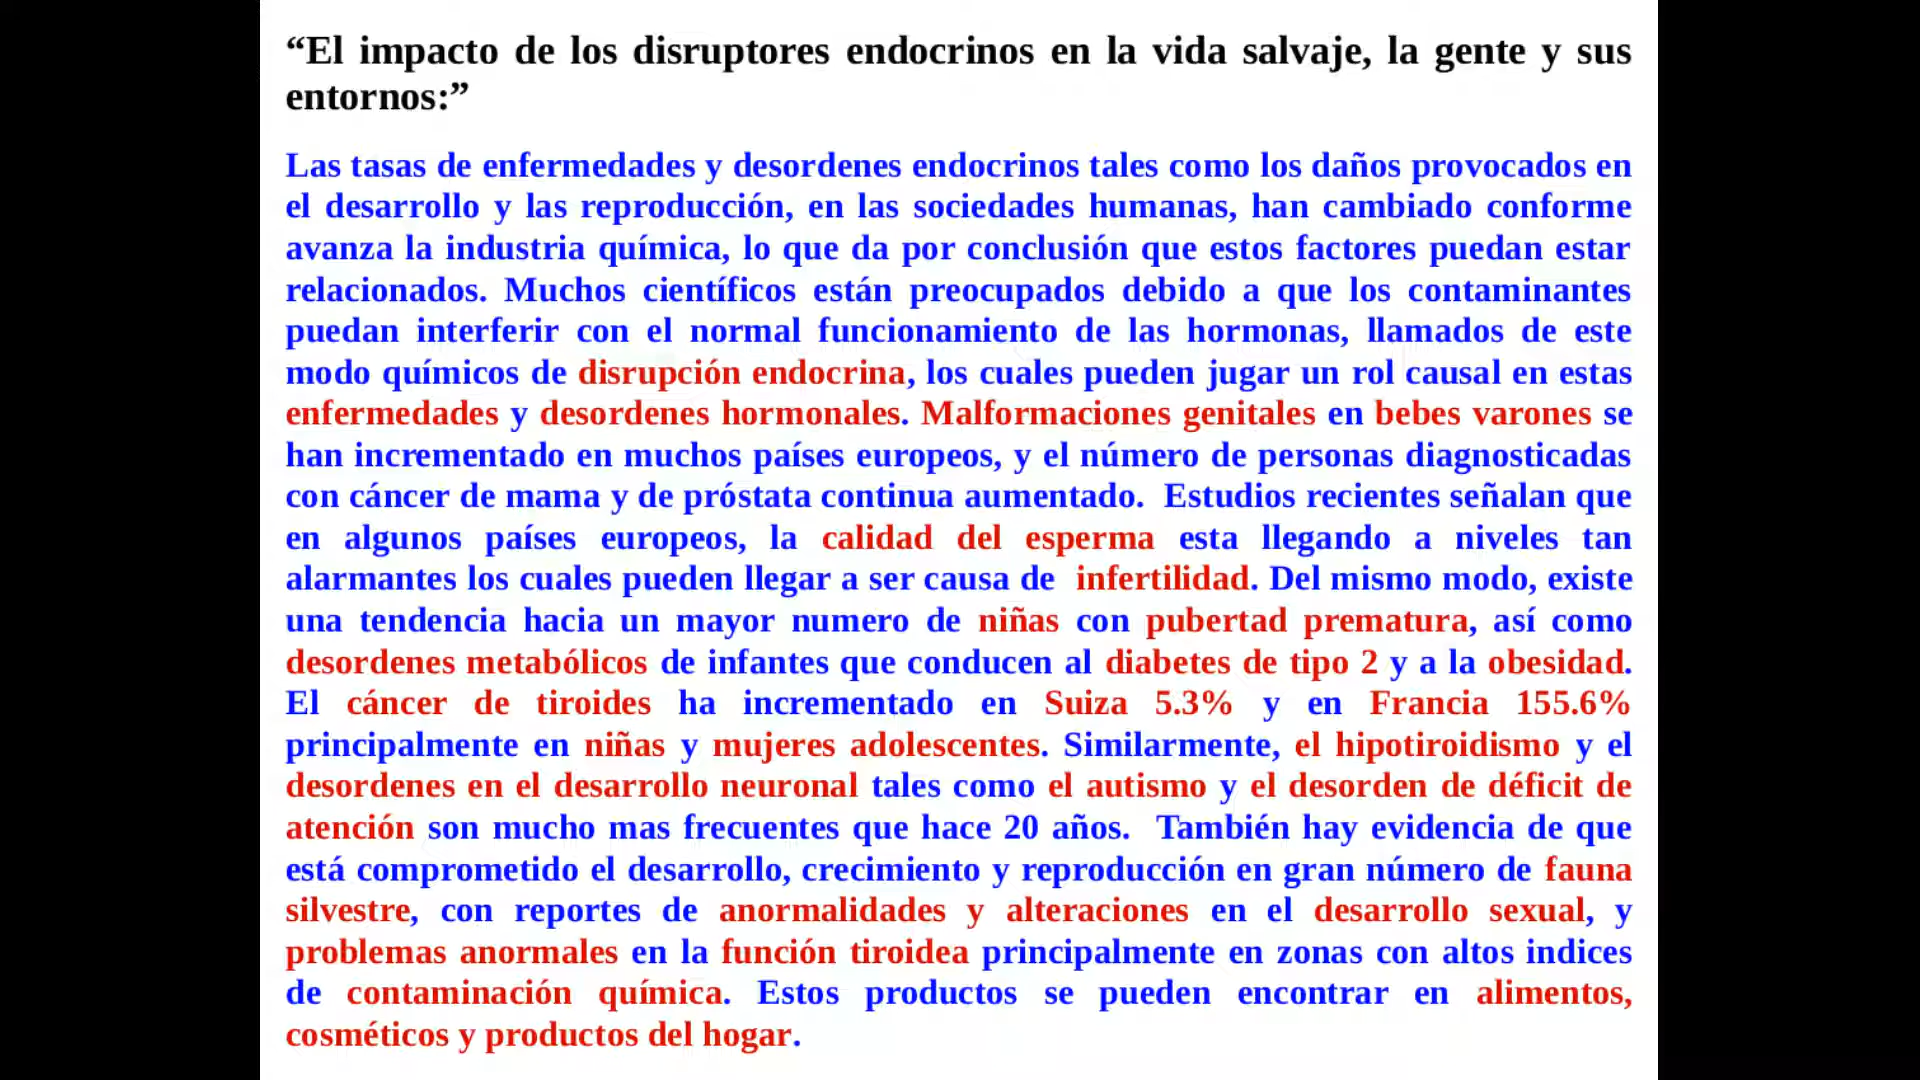 “El impacto de los disruptores endocrinos en la vida salvaje, la gente y sus
entornos:”
Las tasas de enfermedades y desordenes endocrinos tales como los daños provocados en
el desarrollo y las reproducción, en las sociedades humanas, han cambiado conforme
avanza la industria química, lo que da por conclusión que estos factores puedan estar
relacionados. Muchos científicos están preocupados debido a que los contaminantes
puedan interferir con el normal funcionamiento de las hormonas, llamados de este
modo químicos de disrupción endocrina, los cuales pueden jugar un rol causal en estas
enfermedades y desordenes hormonales. Malformaciones genitales en bebes varones se
han incrementado en muchos países europeos, y el número de personas diagnosticadas
con cáncer de mama y de próstata continua aumentado. Estudios recientes señalan que
en algunos países europeos, la calidad del esperma esta llegando a niveles tan
alarmantes los cuales pueden llegar a ser causa de infertilidad. Del mismo modo, existe
una tendencia hacia un mayor numero de niñas con pubertad prematura, así como
desordenes metabólicos de infantes que conducen al diabetes de tipo 2 y a la obesidad.
El cáncer de tiroides ha incrementado en Suiza 5.3% y en Francia 155.6%
principalmente en niñas y mujeres adolescentes. Similarmente, el hipotiroidismo y el
desordenes en el desarrollo neuronal tales como el autismo y el desorden de déficit de
atención son mucho mas frecuentes que hace 20 años. También hay evidencia de que
está comprometido el desarrollo, crecimiento y reproducción en gran número de fauna
silvestre, con reportes de anormalidades y alteraciones en el desarrollo sexual, y
problemas anormales en la función tiroidea principalmente en zonas con altos indices
de contaminación química. Estos productos se pueden encontrar en alimentos,
cosméticos y productos del hogar.